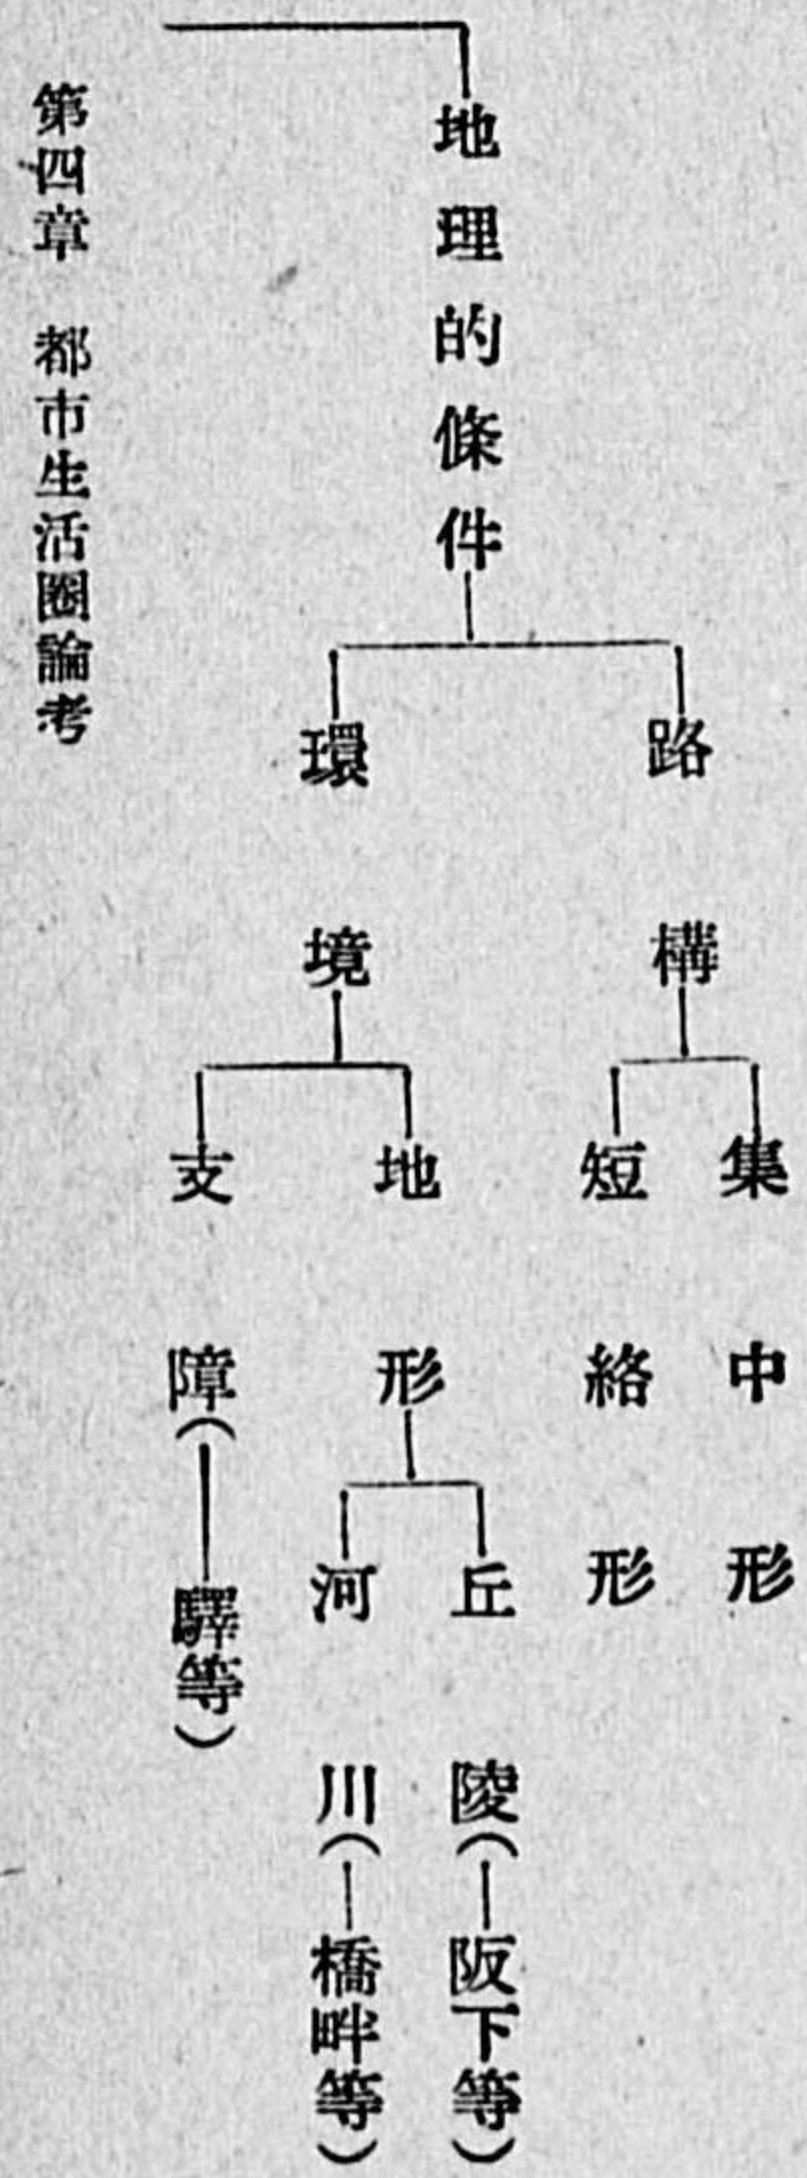 地理的條件
路構
集中形
短絡形
環境
地形
丘陵(—阪下等)
河川(—橋畔等)
支障(—驛等)
第四章　都市生活圈論考